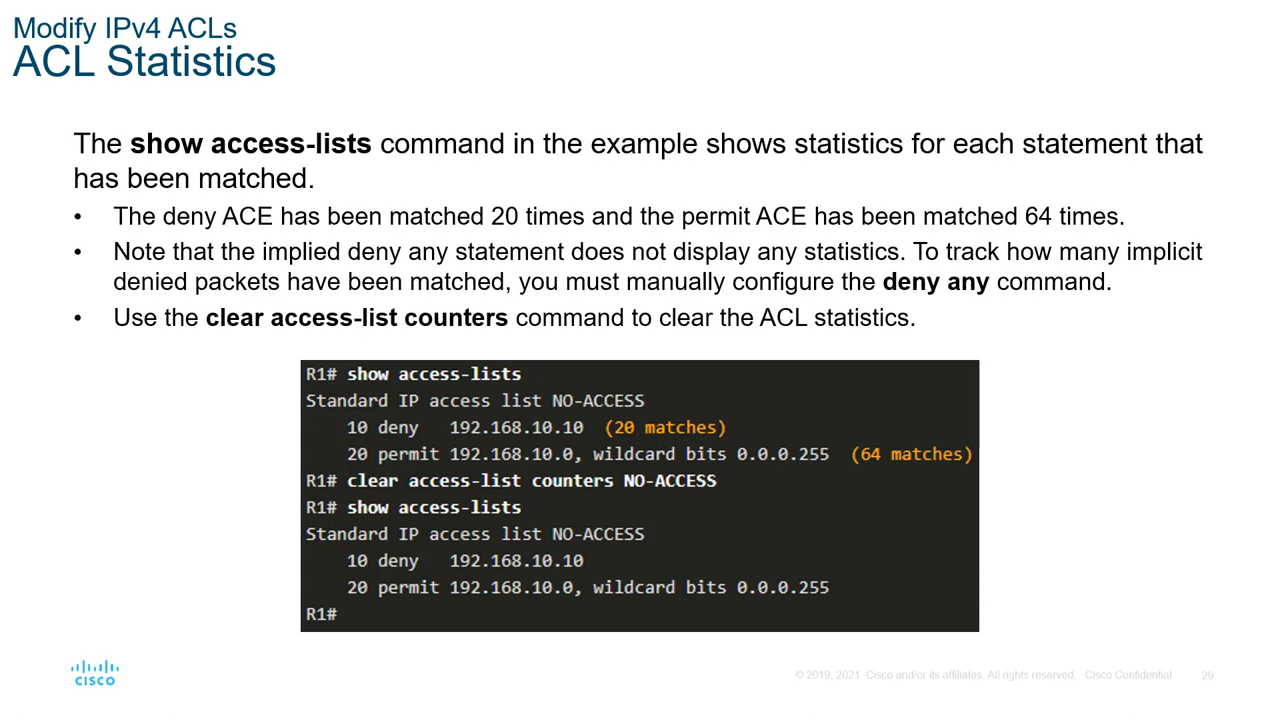 Modify IPv4 ACLs
ACL Statistics
The show access-lists command in the example shows statistics for each statement that
has been matched.
• The deny ACE has been matched 20 times and the permit ACE has been matched 64 times.
• Note that the implied deny any statement does not display any statistics. To track how many implicit
denied packets have been matched, you must manually configure the deny any command.
• Use the clear access-list counters command to clear the ACL statistics.
R1# show access-lists
Standard IP access list NO-ACCESS
    10 deny   192.168.10.10  (20 matches)
    20 permit 192.168.10.0, wildcard bits 0.0.0.255  (64 matches)
R1# clear access-list counters NO-ACCESS
R1# show access-lists
Standard IP access list NO-ACCESS
    10 deny   192.168.10.10
    20 permit 192.168.10.0, wildcard bits 0.0.0.255
R1#
CISCO
© 2019, 2021 Cisco and/or its affiliates. All rights reserved. Cisco Confidential
29